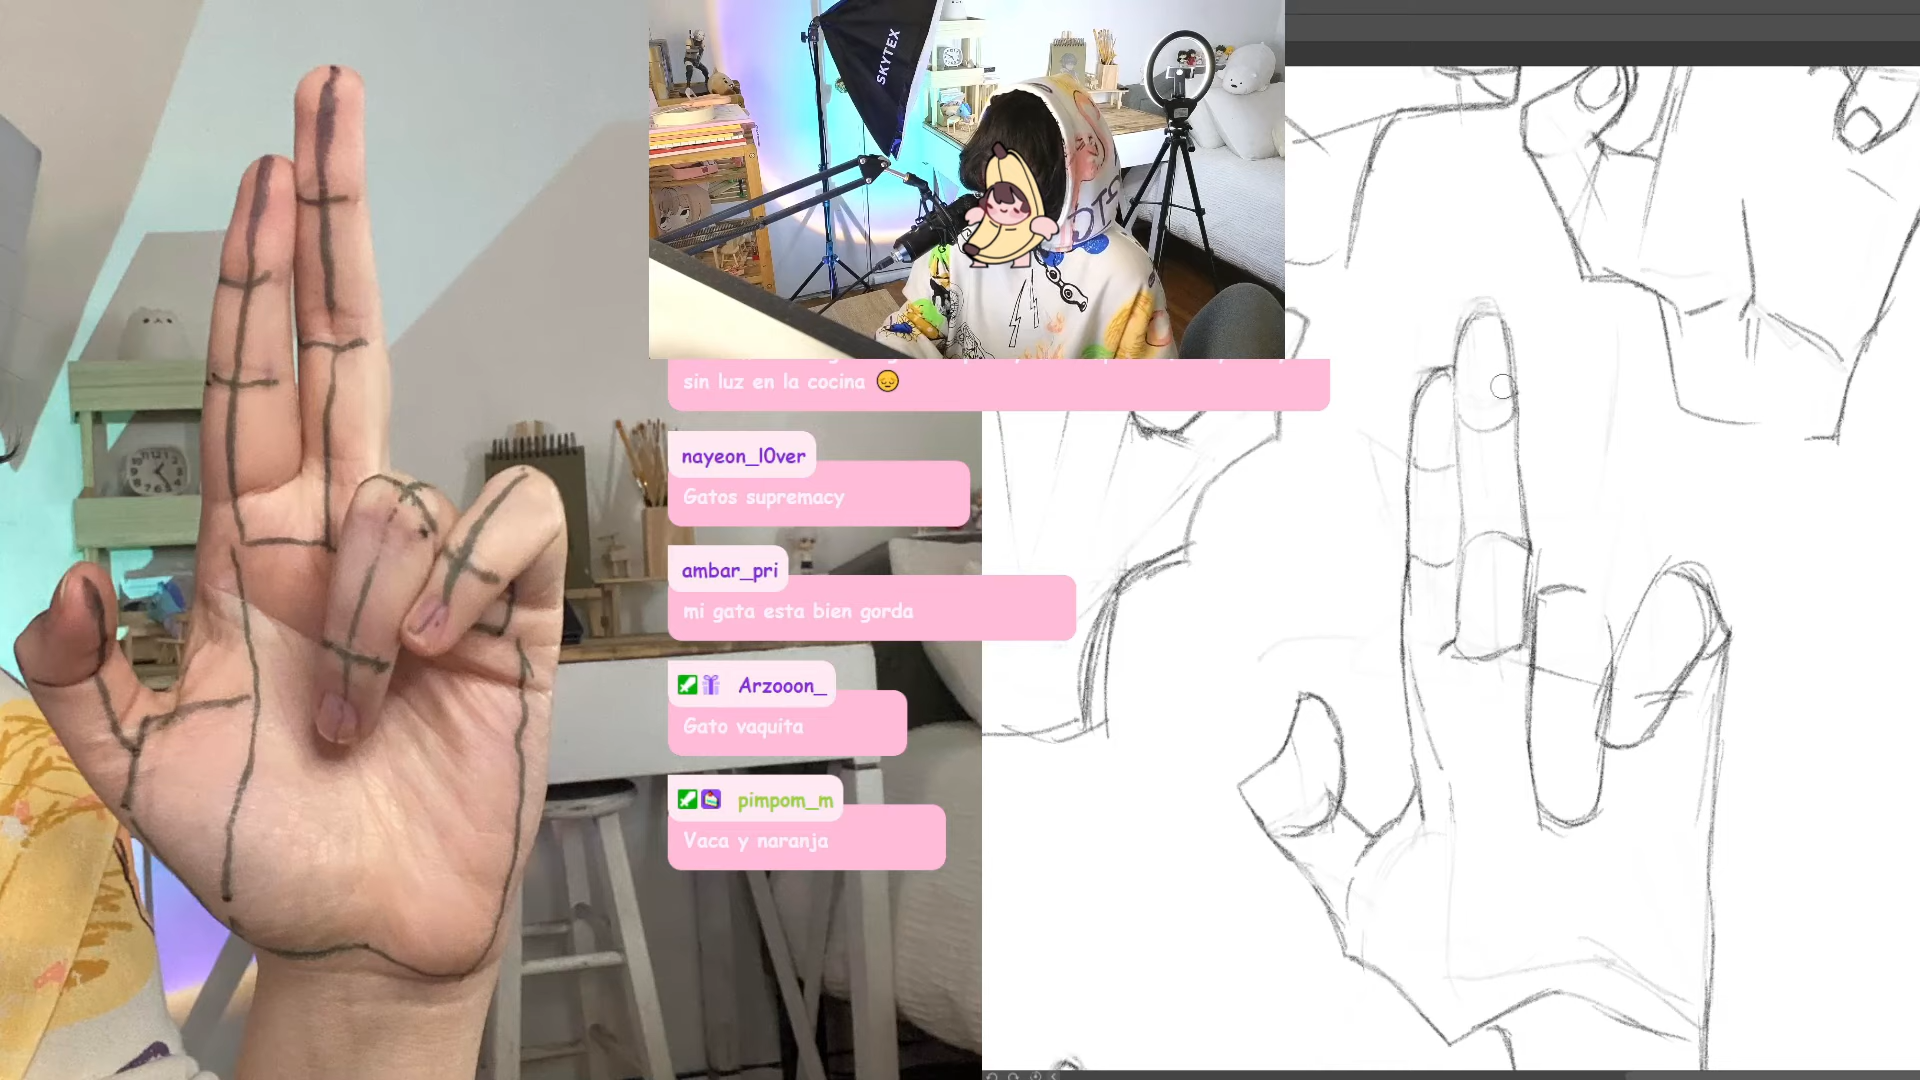 SKYTEX
sin luz en la cocina 😔
nayeon_l0ver
Gatos supremacy
ambar_pri
mi gata esta bien gorda
Arzooon_
Gato vaquita
pimpom_m
Vaca y naranja